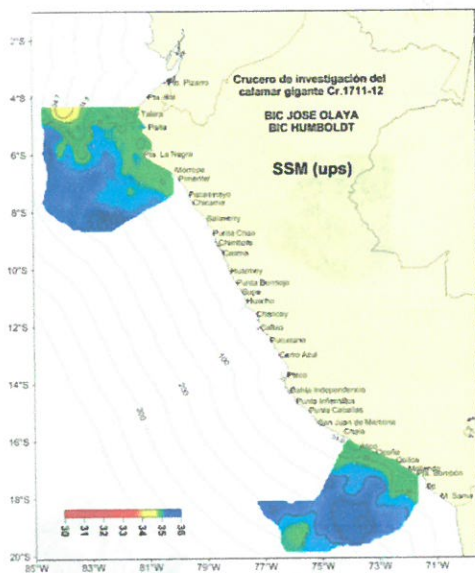 2°S
Pto. Pizarro
Crucero de investigación del
calamar gigante Cr.1711-12
4°S
Talara
BIC JOSE OLAYA
BIC HUMBOLDT
Paita
6°S
Pta. La Negra
SSM (ups)
Morrope
Pimentel
Pacasmayo
Chicama
8°S
Salaverry
Punta Chao
Chimbote
Casma
10°S
Huarmey
Punta Bermejo
Supe
Huacho
Chancay
12°S
Callao
Pucusana
100
Cerro Azul
200
14°S
Pisco
300
Bahia Independencia
Punta Infiernillos
Punta Caballas
San Juan de Marcona
Chala
16°S
Atico
Ocoña
Quilca
Mollendo
Ilo
18°S
M. Sama
30 31 32 33 34 35 36
20°S
85°W 83°W 81°W 79°W 77°W 75°W 73°W 71°W